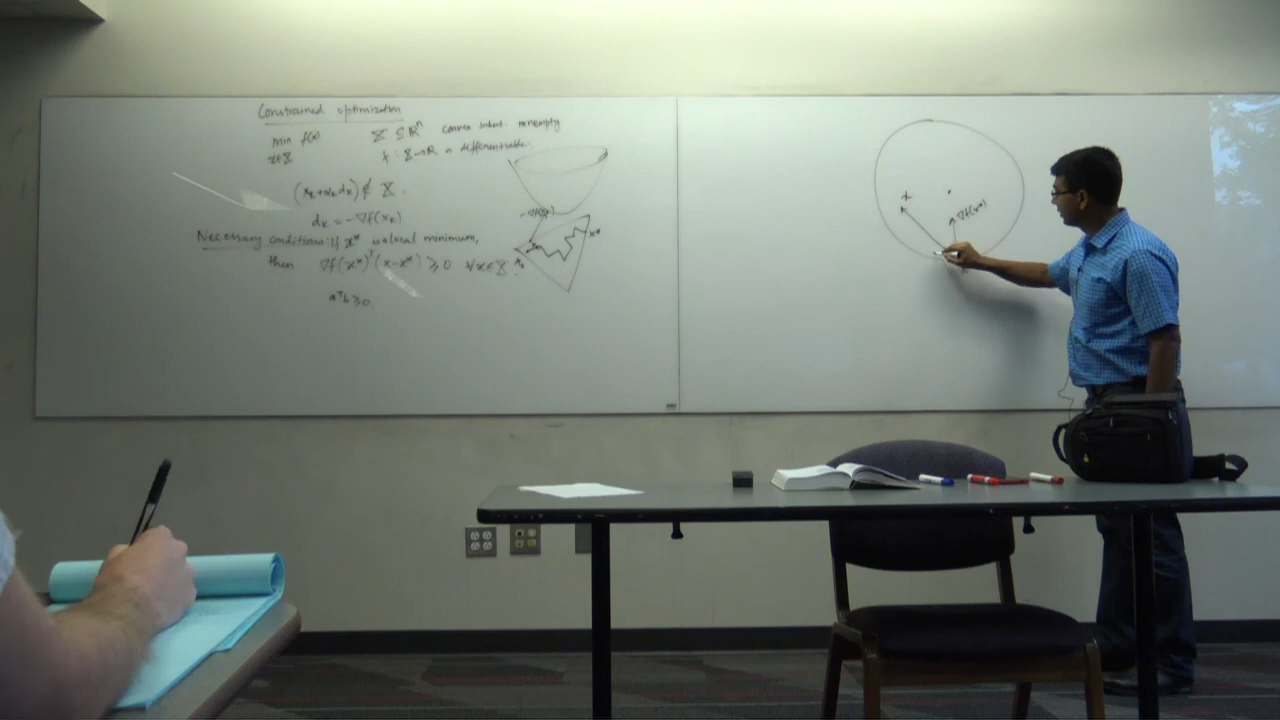 Constrained optimization
min f(x)    X ⊆ ℝⁿ convex subset. nonempty
x∈X    f : X→ℝ is differentiable.
(xₖ+αₖdₖ) ∉ X.
dₖ = −∇f(xₖ)
Necessary conditions: If x* is a local minimum,
then ∇f(x*)ᵀ(x−x*) ≥ 0 ∀x∈X.
aᵀb ≥ 0.
x*
x₀
x
∇f(x*)